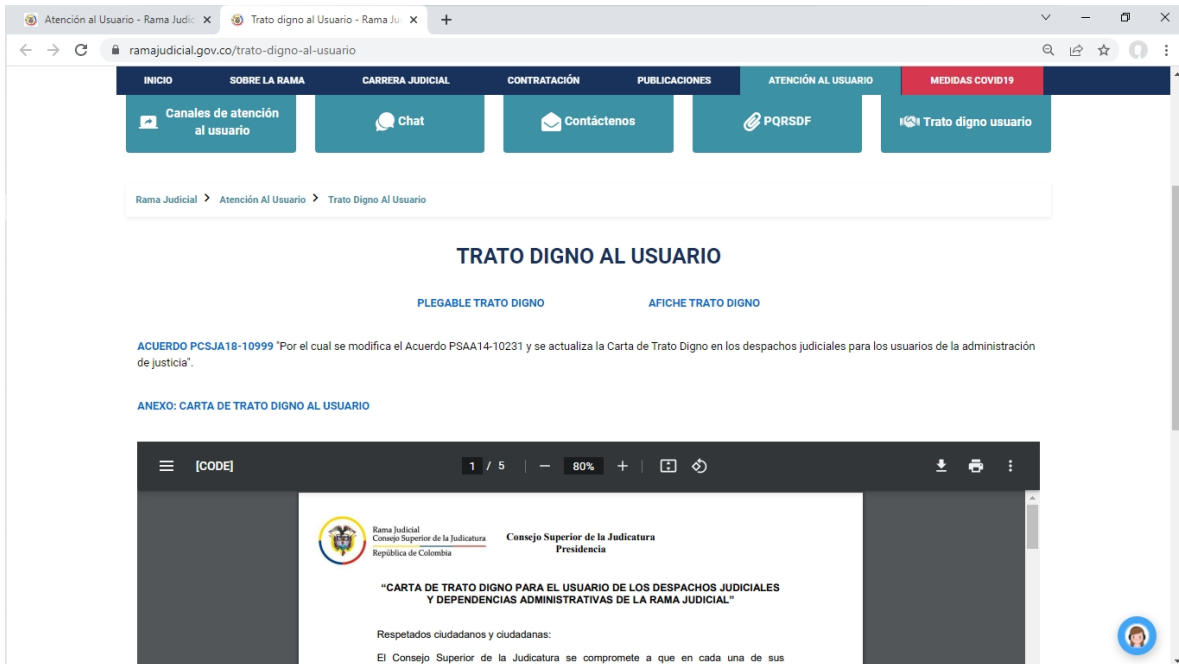 Atención al Usuario - Rama Judic
Trato digno al Usuario - Rama Ju
ramajudicial.gov.co/trato-digno-al-usuario
INICIO SOBRE LA RAMA CARRERA JUDICIAL CONTRATACIÓN PUBLICACIONES ATENCIÓN AL USUARIO MEDIDAS COVID19
Canales de atención
al usuario
Chat
Contáctenos
PQRSDF
Trato digno usuario
Rama Judicial > Atención Al Usuario > Trato Digno Al Usuario
TRATO DIGNO AL USUARIO
PLEGABLE TRATO DIGNO AFICHE TRATO DIGNO
ACUERDO PCSJA18-10999 "Por el cual se modifica el Acuerdo PSAA14-10231 y se actualiza la Carta de Trato Digno en los despachos judiciales para los usuarios de la administración
de justicia".
ANEXO: CARTA DE TRATO DIGNO AL USUARIO
[CODE] 1 / 5 80%
Rama Judicial
Consejo Superior de la Judicatura
República de Colombia
Consejo Superior de la Judicatura
Presidencia
“CARTA DE TRATO DIGNO PARA EL USUARIO DE LOS DESPACHOS JUDICIALES
Y DEPENDENCIAS ADMINISTRATIVAS DE LA RAMA JUDICIAL”
Respetados ciudadanos y ciudadanas:
El Consejo Superior de la Judicatura se compromete a que en cada una de sus